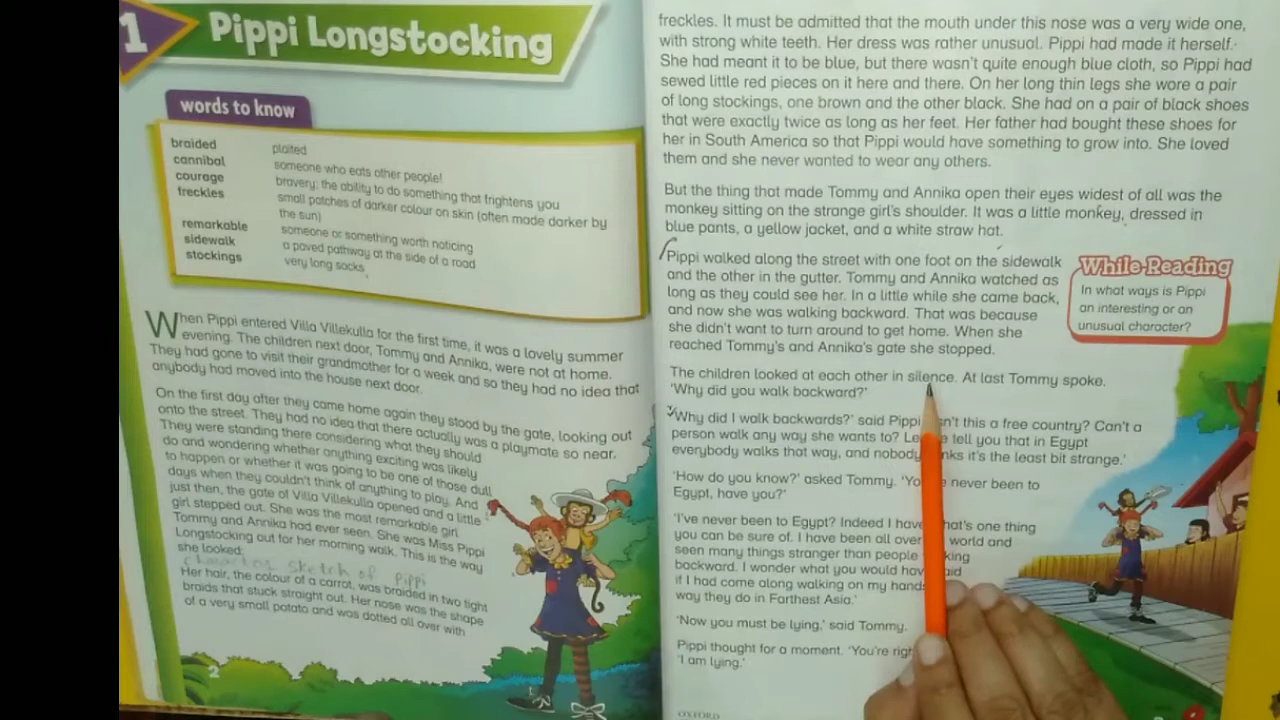 1
Pippi Longstocking
words to know
braided plaited
cannibal someone who eats other people!
courage bravery; the ability to do something that frightens you
freckles small patches of darker colour on skin (often made darker by
the sun)
remarkable someone or something worth noticing
sidewalk a paved pathway at the side of a road
stockings very long socks
When Pippi entered Villa Villekulla for the first time, it was a lovely summer
evening. The children next door, Tommy and Annika, were not at home.
They had gone to visit their grandmother for a week and so they had no idea that
anybody had moved into the house next door.
On the first day after they came home again they stood by the gate, looking out
onto the street. They had no idea that there actually was a playmate so near.
They were standing there considering what they should
do and wondering whether anything exciting was likely
to happen or whether it was going to be one of those dull
days when they couldn't think of anything to play. And
just then, the gate of Villa Villekulla opened and a little
girl stepped out. She was the most remarkable girl
Tommy and Annika had ever seen. She was Miss Pippi
Longstocking out for her morning walk. This is the way
she looked:
character sketch of Pippi
Her hair, the colour of a carrot, was braided in two tight
braids that stuck straight out. Her nose was the shape
of a very small potato and was dotted all over with
2
freckles. It must be admitted that the mouth under this nose was a very wide one,
with strong white teeth. Her dress was rather unusual. Pippi had made it herself.
She had meant it to be blue, but there wasn't quite enough blue cloth, so Pippi had
sewed little red pieces on it here and there. On her long thin legs she wore a pair
of long stockings, one brown and the other black. She had on a pair of black shoes
that were exactly twice as long as her feet. Her father had bought these shoes for
her in South America so that Pippi would have something to grow into. She loved
them and she never wanted to wear any others.
But the thing that made Tommy and Annika open their eyes widest of all was the
monkey sitting on the strange girl's shoulder. It was a little monkey, dressed in
blue pants, a yellow jacket, and a white straw hat.
Pippi walked along the street with one foot on the sidewalk
and the other in the gutter. Tommy and Annika watched as
long as they could see her. In a little while she came back,
and now she was walking backward. That was because
she didn't want to turn around to get home. When she
reached Tommy's and Annika's gate she stopped.
While-Reading
In what ways is Pippi
an interesting or an
unusual character?
The children looked at each other in silence. At last Tommy spoke.
'Why did you walk backward?'
'Why did I walk backwards?' said Pippi this a free country? Can't a
person walk any way she wants to? tell you that in Egypt
everybody walks that way, and nobody it's the least bit strange.'
'How do you know?' asked Tommy. never been to
Egypt, have you?'
'I've never been to Egypt? Indeed I have one thing
you can be sure of. I have been all over world and
seen many things stranger than people
backward. I wonder what you would
if I had come along walking on my
way they do in Farthest Asia.'
'Now you must be lying,' said Tommy.
Pippi thought for a moment. 'You're
'I am lying.'
OXFORD